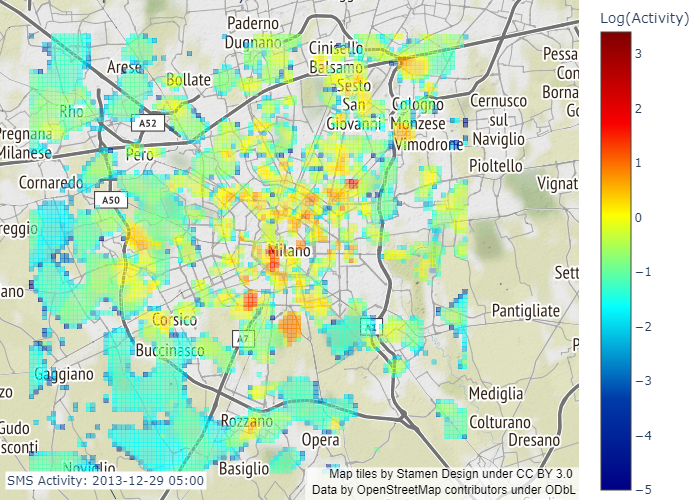 Log(Activity)
Paderno
Dugnano
Cinisello
Balsamo
Sesto
San
Giovanni
Arese
Bollate
Rho
A52
Pero
Pregnana
Milanese
Cornaredo
A50
Cologno
Monzese
Vimodrone
Cernusco
sul
Naviglio
Pioltello
Pessa
Con
Borna
Go
Vignat
reggio
Milano
Sett
ano
Corsico
A7
A1
Pantigliate
P
Buccinasco
Gaggiano
zo
Mediglia
Rozzano
Colturano
Dresano
Gudo
sconti
Opera
Noviglio
Basiglio
SMS Activity: 2013-12-29 05:00
Map tiles by Stamen Design under CC BY 3.0
Data by OpenStreetMap contributors under ODbL
3
2
1
0
−1
−2
−3
−4
−5